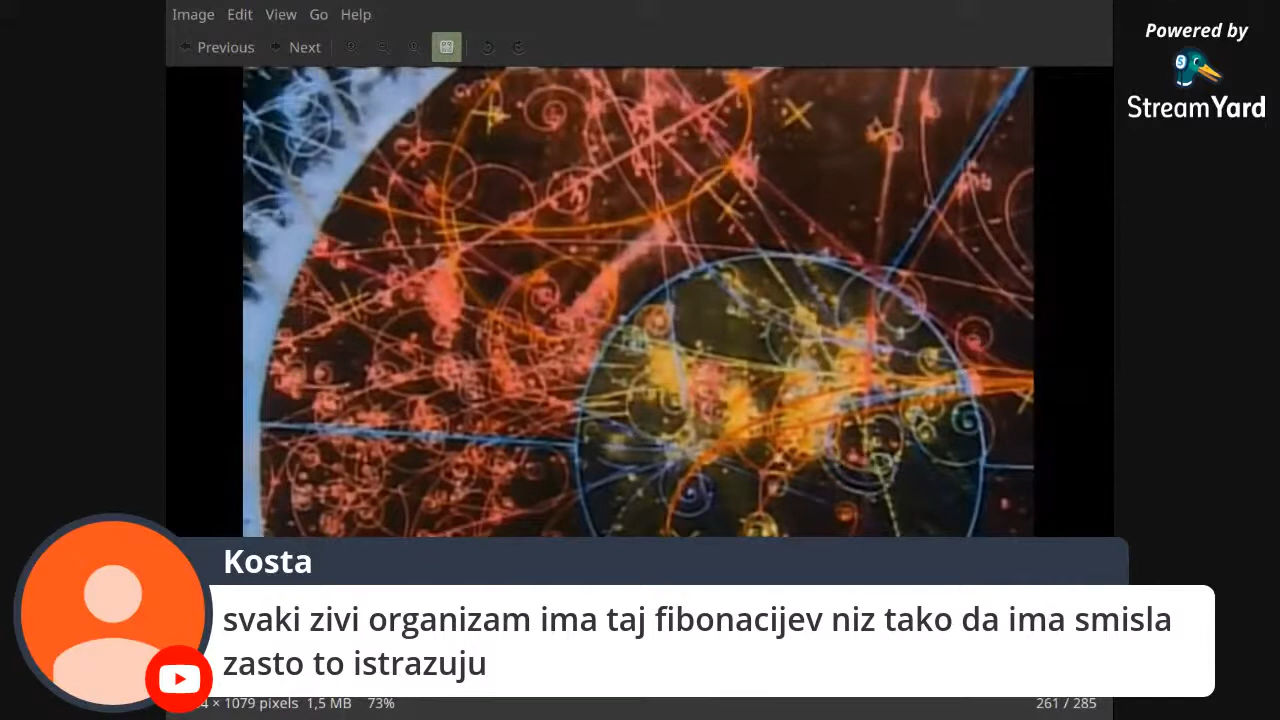 Image Edit View Go Help
Powered by
Previous Next
StreamYard
Kosta
svaki zivi organizam ima taj fibonacijev niz tako da ima smisla
zasto to istrazuju
4 × 1079 pixels 1,5 MB 73% 261 / 285